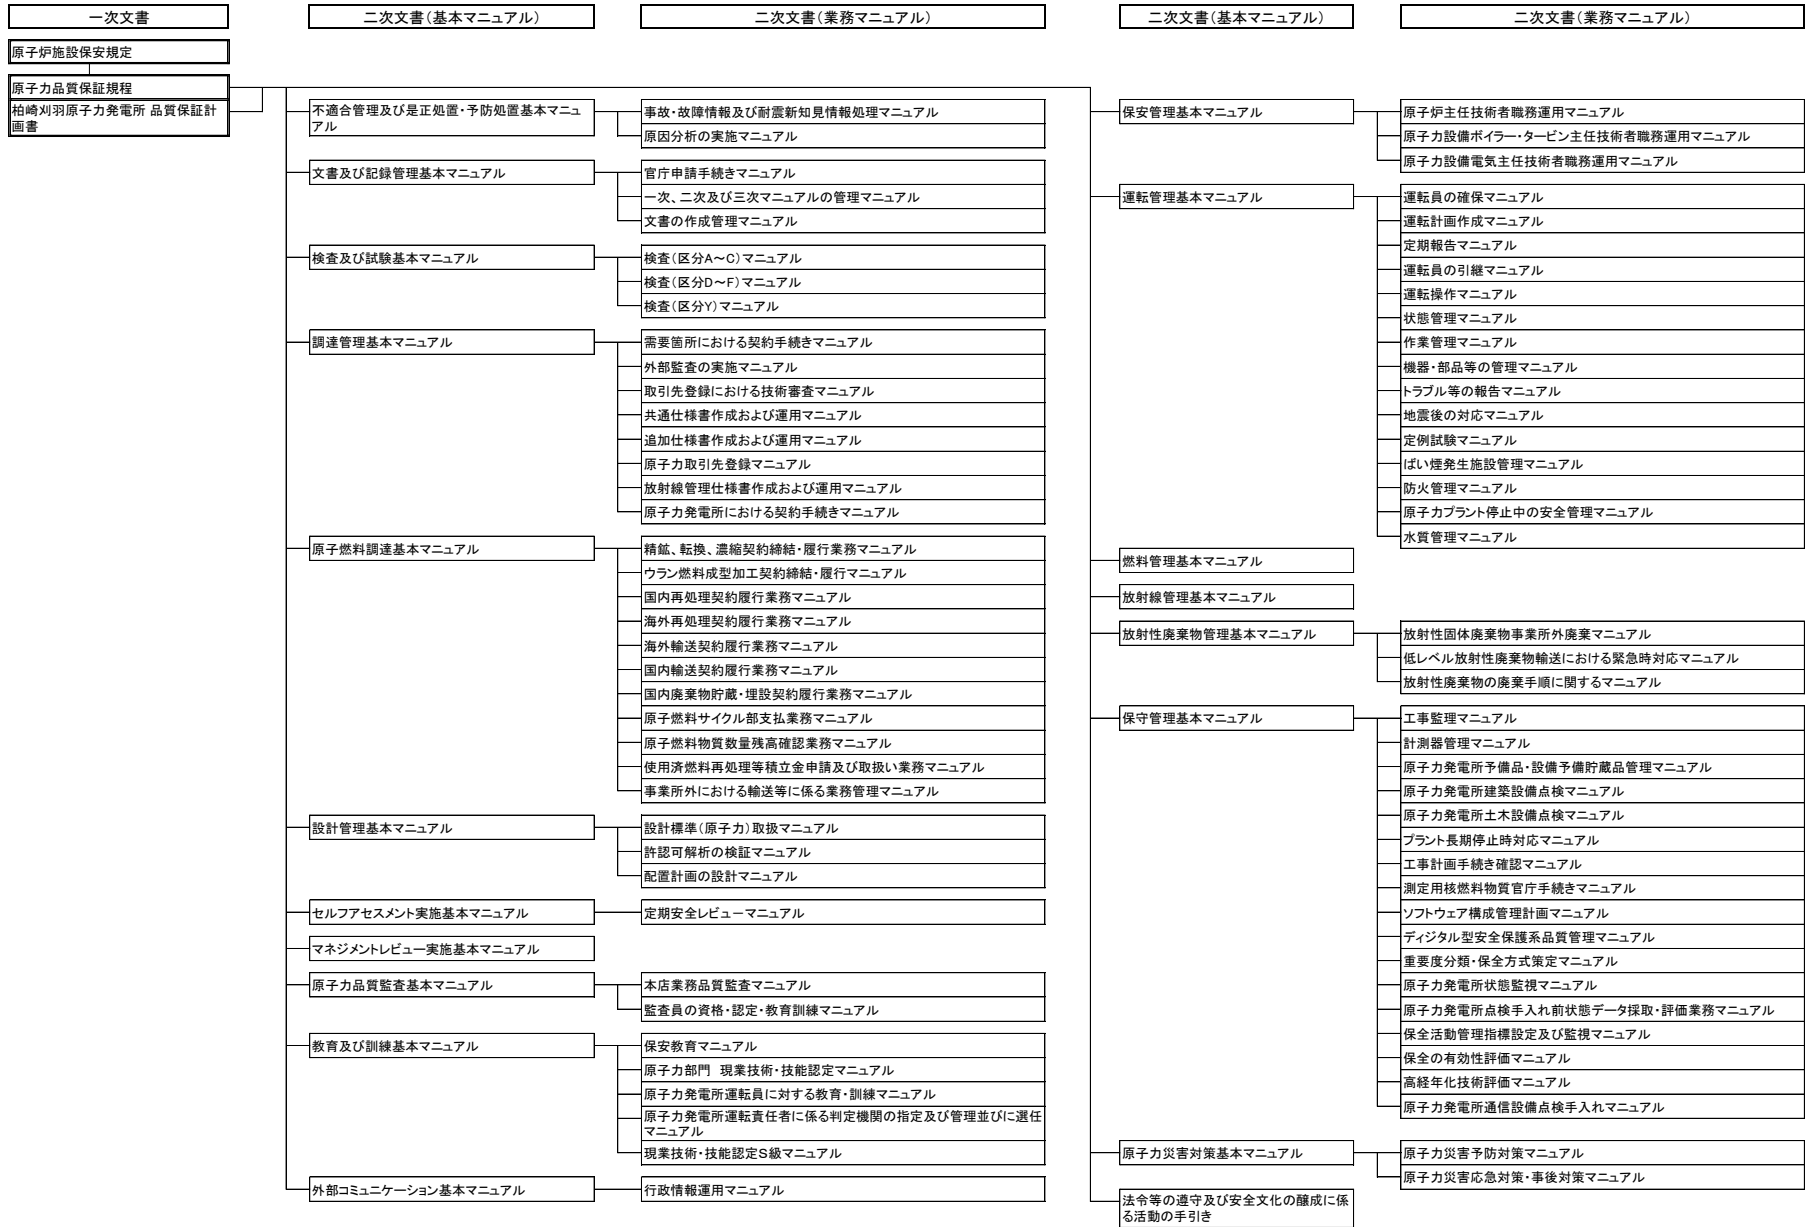 一次文書
原子炉施設保安規定
原子力品質保証規程
柏崎刈羽原子力発電所 品質保証計
画書
二次文書(基本マニュアル)
二次文書(業務マニュアル)
不適合管理及び是正処置・予防処置基本マニュ
アル
事故・故障情報及び耐震新知見情報処理マニュアル
原因分析の実施マニュアル
文書及び記録管理基本マニュアル
官庁申請手続きマニュアル
一次、二次及び三次マニュアルの管理マニュアル
文書の作成管理マニュアル
検査及び試験基本マニュアル
検査(区分A～C)マニュアル
検査(区分D～F)マニュアル
検査(区分Y)マニュアル
調達管理基本マニュアル
需要箇所における契約手続きマニュアル
外部監査の実施マニュアル
取引先登録における技術審査マニュアル
共通仕様書作成および運用マニュアル
追加仕様書作成および運用マニュアル
原子力取引先登録マニュアル
放射線管理仕様書作成および運用マニュアル
原子力発電所における契約手続きマニュアル
原子燃料調達基本マニュアル
精鉱、転換、濃縮契約締結・履行業務マニュアル
ウラン燃料成型加工契約締結・履行マニュアル
国内再処理契約履行業務マニュアル
海外再処理契約履行業務マニュアル
海外輸送契約履行業務マニュアル
国内輸送契約履行業務マニュアル
国内廃棄物貯蔵・埋設契約履行業務マニュアル
原子燃料サイクル部支払業務マニュアル
原子燃料物質数量残高確認業務マニュアル
使用済燃料再処理等積立金申請及び取扱い業務マニュアル
事業所外における輸送等に係る業務管理マニュアル
設計管理基本マニュアル
設計標準(原子力)取扱マニュアル
許認可解析の検証マニュアル
配置計画の設計マニュアル
セルフアセスメント実施基本マニュアル
定期安全レビューマニュアル
マネジメントレビュー実施基本マニュアル
原子力品質監査基本マニュアル
本店業務品質監査マニュアル
監査員の資格・認定・教育訓練マニュアル
教育及び訓練基本マニュアル
保安教育マニュアル
原子力部門 現業技術・技能認定マニュアル
原子力発電所運転員に対する教育・訓練マニュアル
原子力発電所運転責任者に係る判定機関の指定及び管理並びに選任
マニュアル
現業技術・技能認定S級マニュアル
外部コミュニケーション基本マニュアル
行政情報運用マニュアル
二次文書(基本マニュアル)
二次文書(業務マニュアル)
保安管理基本マニュアル
原子炉主任技術者職務運用マニュアル
原子力設備ボイラー・タービン主任技術者職務運用マニュアル
原子力設備電気主任技術者職務運用マニュアル
運転管理基本マニュアル
運転員の確保マニュアル
運転計画作成マニュアル
定期報告マニュアル
運転員の引継マニュアル
運転操作マニュアル
状態管理マニュアル
作業管理マニュアル
機器・部品等の管理マニュアル
トラブル等の報告マニュアル
地震後の対応マニュアル
定例試験マニュアル
ばい煙発生施設管理マニュアル
防火管理マニュアル
原子力プラント停止中の安全管理マニュアル
水質管理マニュアル
燃料管理基本マニュアル
放射線管理基本マニュアル
放射性廃棄物管理基本マニュアル
放射性固体廃棄物事業所外廃棄マニュアル
低レベル放射性廃棄物輸送における緊急時対応マニュアル
放射性廃棄物の廃棄手順に関するマニュアル
保守管理基本マニュアル
工事監理マニュアル
計測器管理マニュアル
原子力発電所予備品・設備予備貯蔵品管理マニュアル
原子力発電所建築設備点検マニュアル
原子力発電所土木設備点検マニュアル
プラント長期停止時対応マニュアル
工事計画手続き確認マニュアル
測定用核燃料物質官庁手続きマニュアル
ソフトウェア構成管理計画マニュアル
ディジタル型安全保護系品質管理マニュアル
重要度分類・保全方式策定マニュアル
原子力発電所状態監視マニュアル
原子力発電所点検手入れ前状態データ採取・評価業務マニュアル
保全活動管理指標設定及び監視マニュアル
保全の有効性評価マニュアル
高経年化技術評価マニュアル
原子力発電所通信設備点検手入れマニュアル
原子力災害対策基本マニュアル
原子力災害予防対策マニュアル
原子力災害応急対策・事後対策マニュアル
法令等の遵守及び安全文化の醸成に係
る活動の手引き